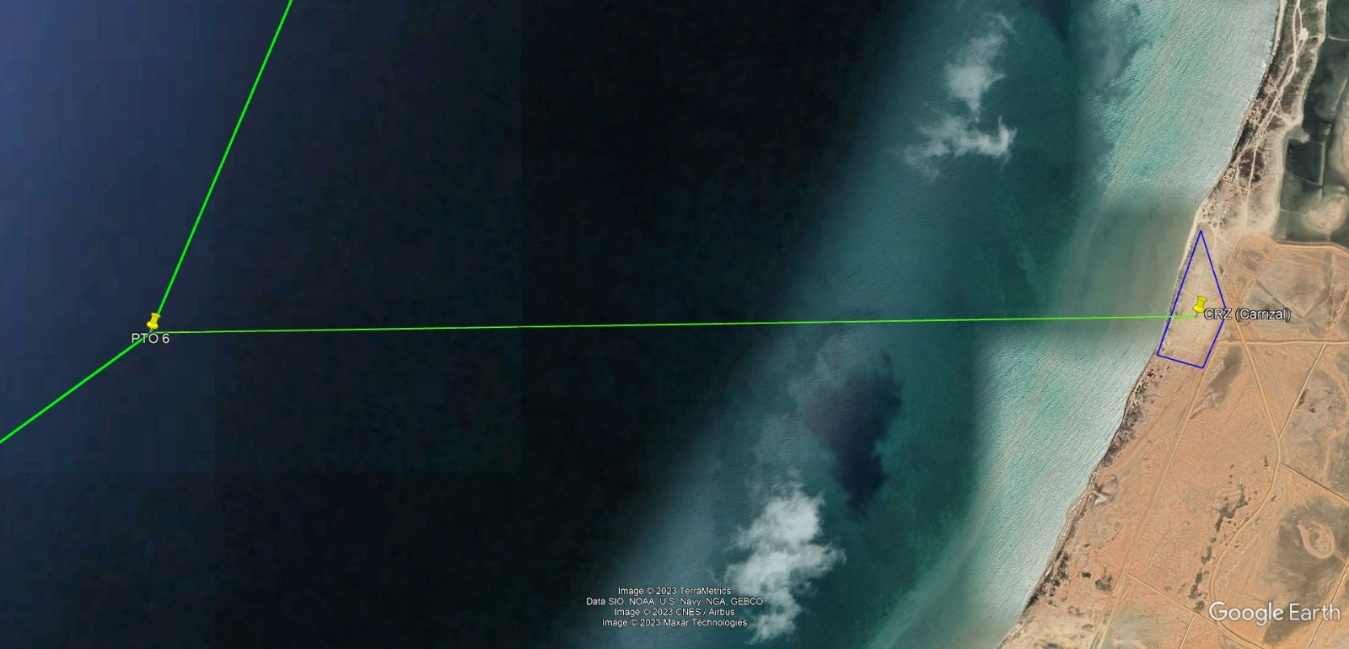 CRZ (Carrizal)
PTO 6
Image © 2023 TerraMetrics
Data SIO, NOAA, U.S. Navy, NGA, GEBCO
Image © 2023 CNES / Airbus
Image © 2023 Maxar Technologies
Google Earth